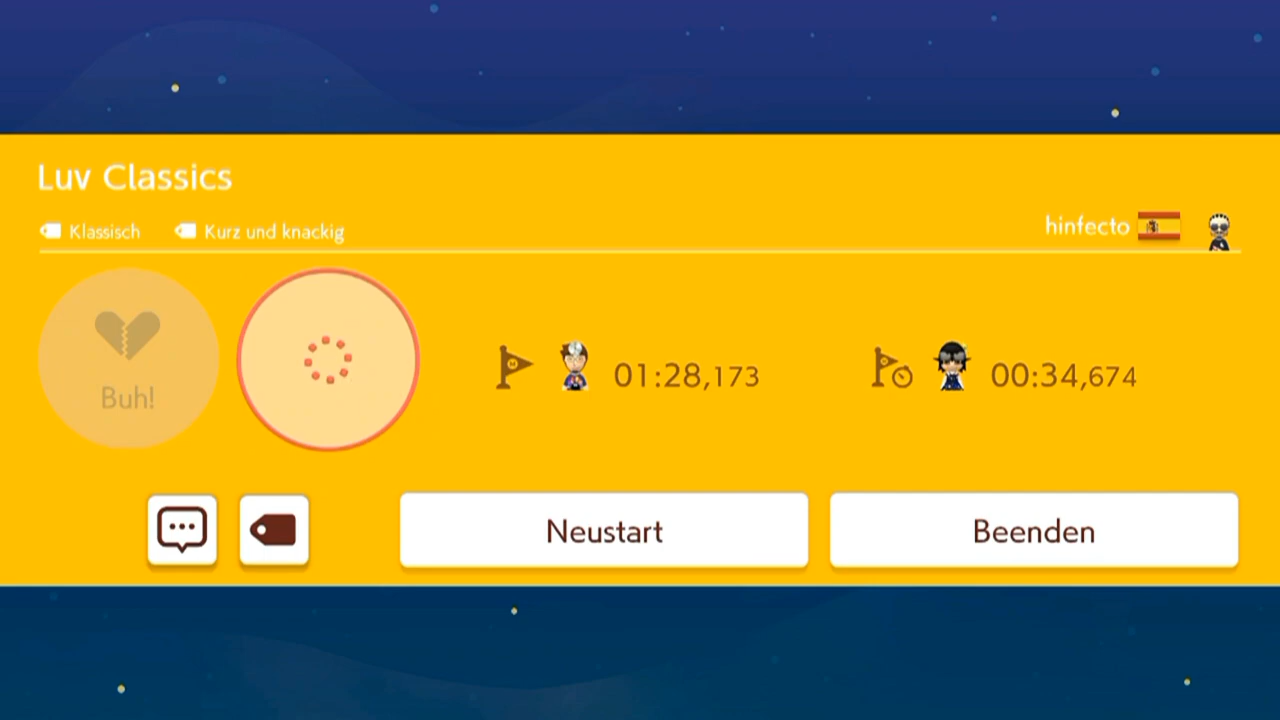 Luv Classics
Klassisch Kurz und knackig
hinfecto
Buh!
01:28,173
00:34,674
Neustart
Beenden